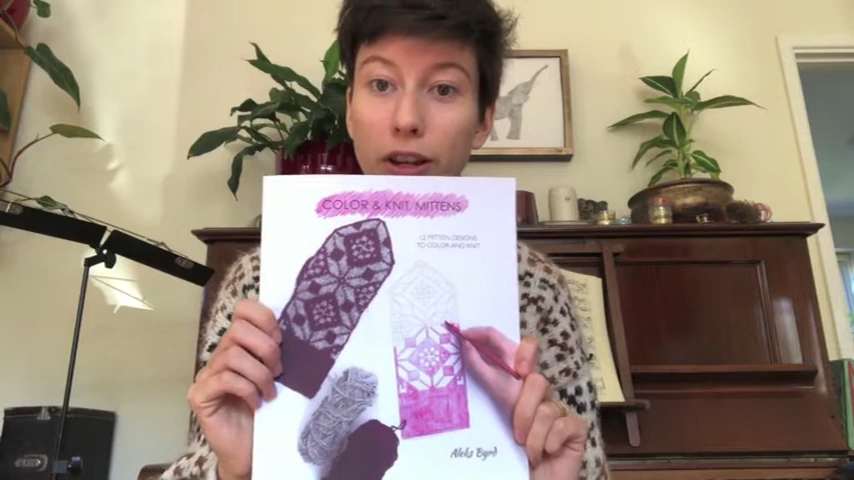 COLOR & KNIT MITTENS
12 MITTEN DESIGNS
TO COLOR AND KNIT
Aleks Byrd